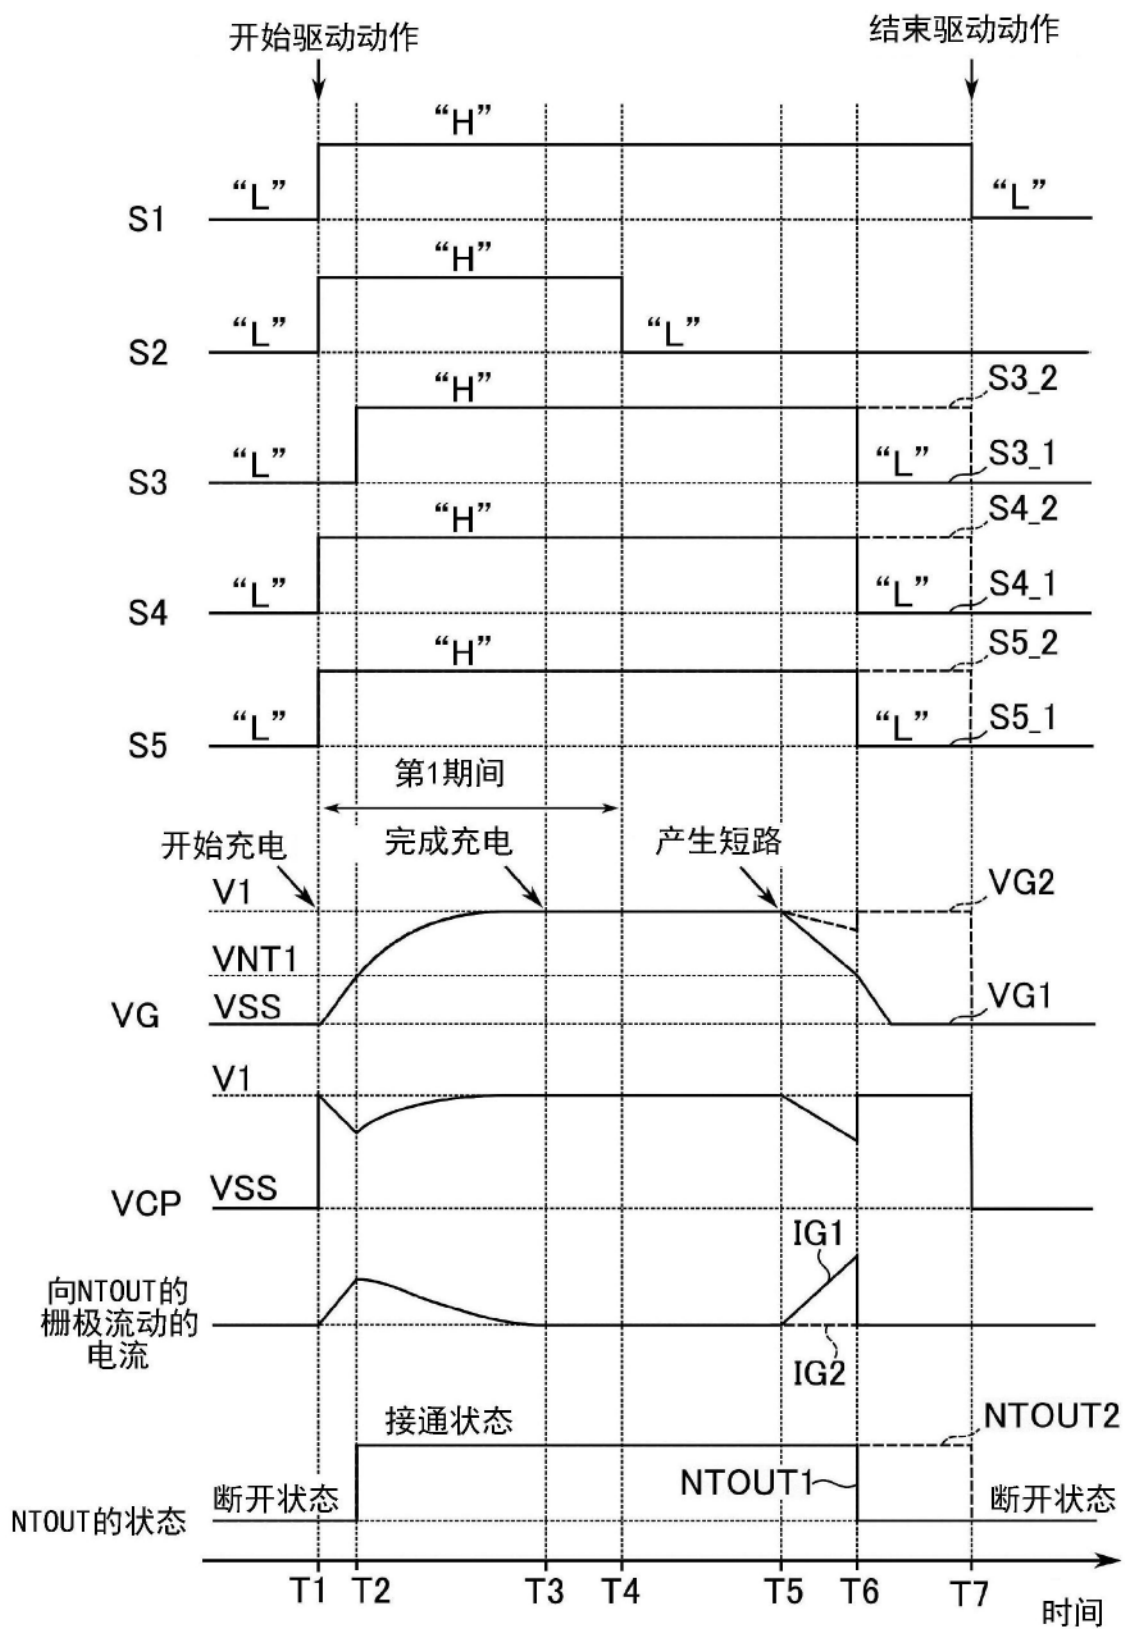 开始驱动动作
结束驱动动作
“H”
“L”
“L”
S1
“H”
“L”
“L”
S2
“H”
S3_2
“L”
“L”
S3_1
S3
“H”
S4_2
“L”
“L”
S4_1
S4
“H”
S5_2
“L”
“L”
S5_1
S5
第1期间
开始充电
完成充电
产生短路
V1
VG2
VNT1
VSS
VG1
VG
V1
VSS
VCP
IG1
向NTOUT的
栅极流动的
电流
IG2
接通状态
NTOUT2
NTOUT1
断开状态
断开状态
NTOUT的状态
T1 T2 T3 T4 T5 T6 T7
时间